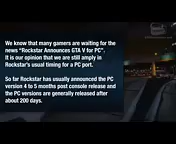 We know that many gamers are waiting for the
news "Rockstar Announces GTA V for PC".
It is our opinion that we are still amply in
Rockstar's usual timing for a PC port.
So far Rockstar has usually announced the PC
version 4 to 5 months post console release and
the PC versions are generally released after
about 200 days.